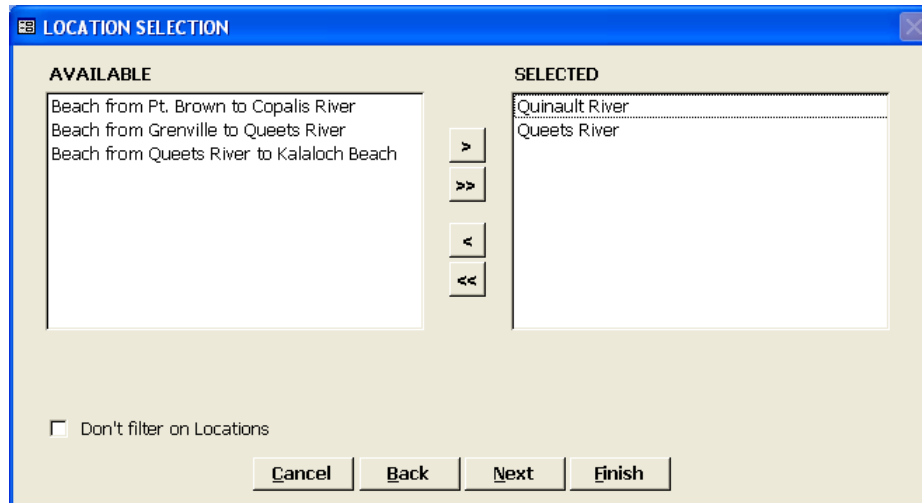 LOCATION SELECTION
AVAILABLE
Beach from Pt. Brown to Copalis River
Beach from Grenville to Queets River
Beach from Queets River to Kalaloch Beach
>
>>
<
<<
SELECTED
Quinault River
Queets River
Don't filter on Locations
Cancel Back Next Finish